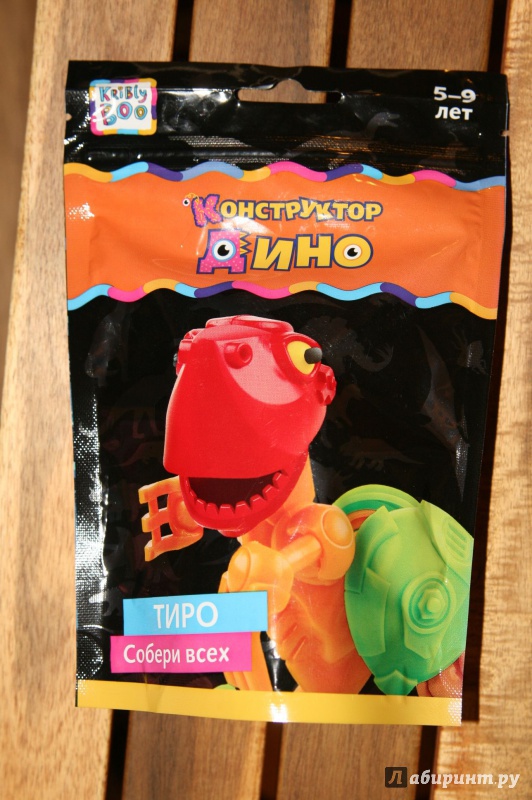 KRIBLY
BOO
5–9
лет
КОНСТРУКТОР
ДИНО
ТИРО
Собери всех
Лабиринт.ру